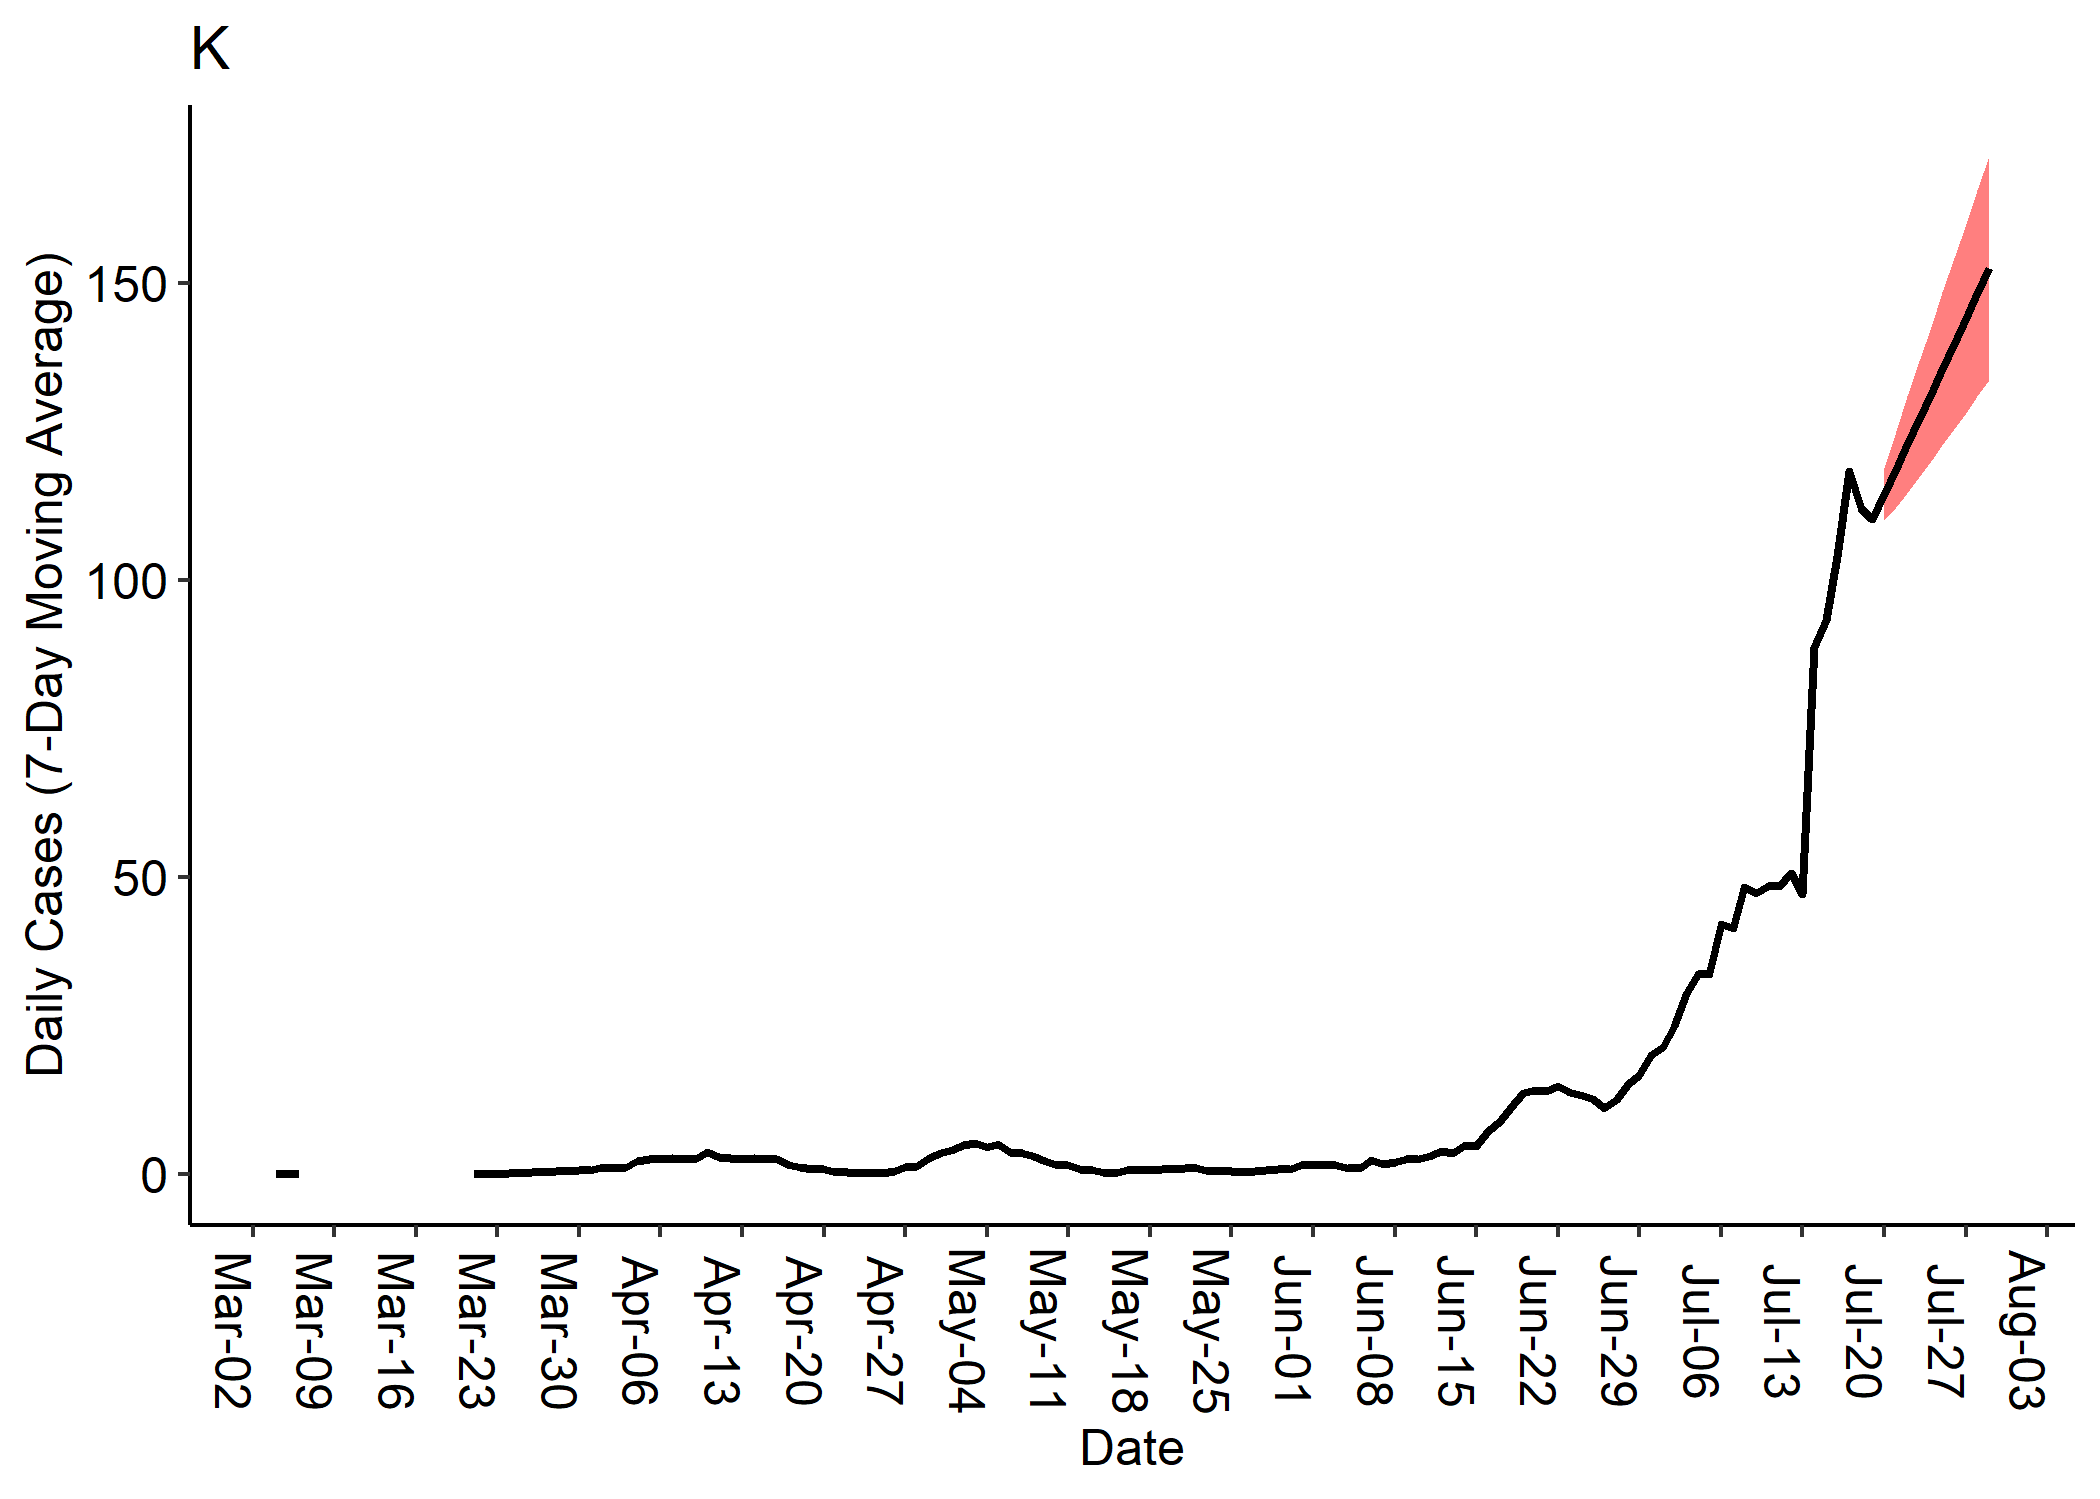 K
Daily Cases (7-Day Moving Average)
150
100
50
0
Mar-02
Mar-09
Mar-16
Mar-23
Mar-30
Apr-06
Apr-13
Apr-20
Apr-27
May-04
May-11
May-18
May-25
Jun-01
Jun-08
Jun-15
Jun-22
Jun-29
Jul-06
Jul-13
Jul-20
Jul-27
Aug-03
Date